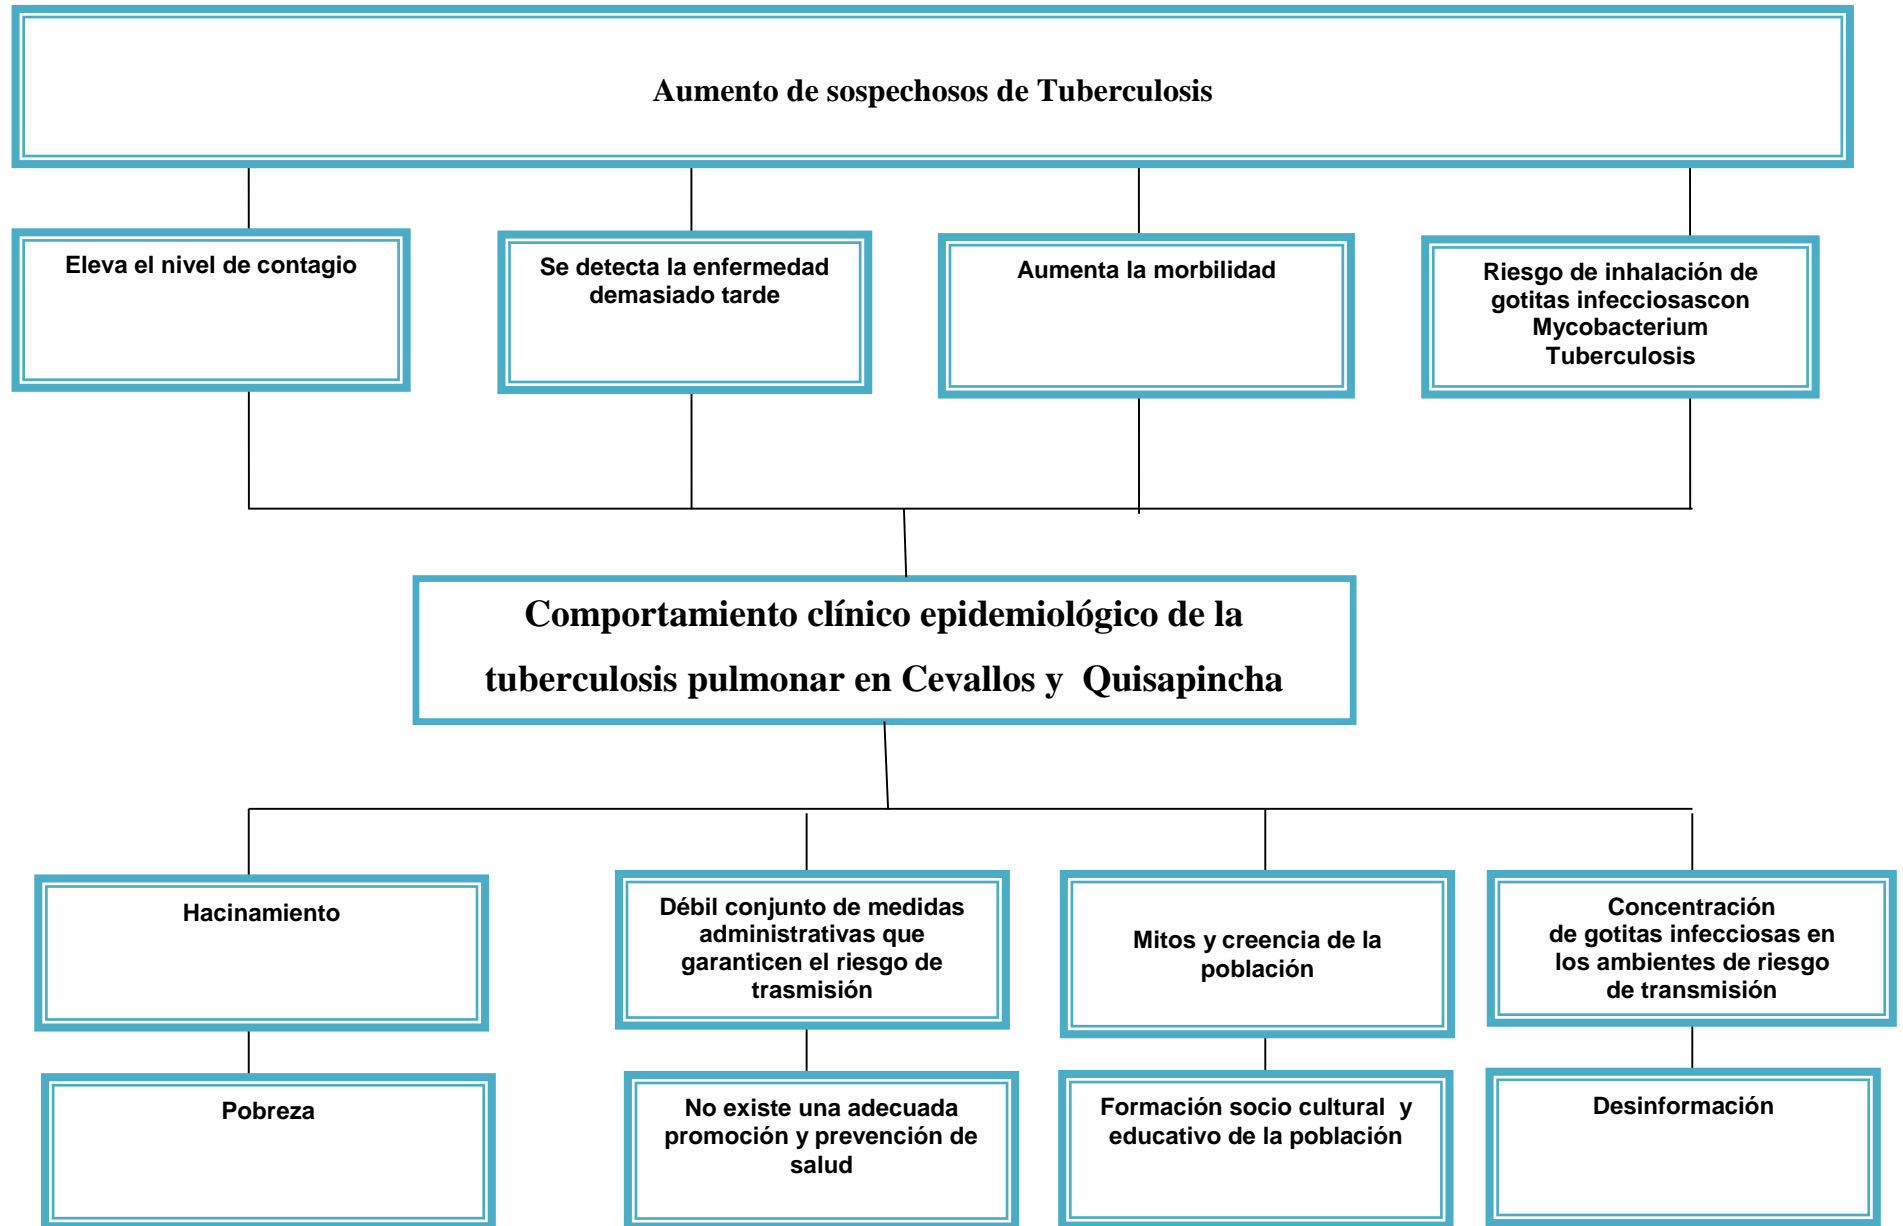 Aumento de sospechosos de Tuberculosis
Eleva el nivel de contagio
Se detecta la enfermedad
demasiado tarde
Aumenta la morbilidad
Riesgo de inhalación de
gotitas infecciosascon
Mycobacterium
Tuberculosis
Comportamiento clínico epidemiológico de la
tuberculosis pulmonar en Cevallos y Quisapincha
Hacinamiento
Débil conjunto de medidas
administrativas que
garanticen el riesgo de
trasmisión
Mitos y creencia de la
población
Concentración
de gotitas infecciosas en
los ambientes de riesgo
de transmisión
Pobreza
No existe una adecuada
promoción y prevención de
salud
Formación socio cultural y
educativo de la población
Desinformación